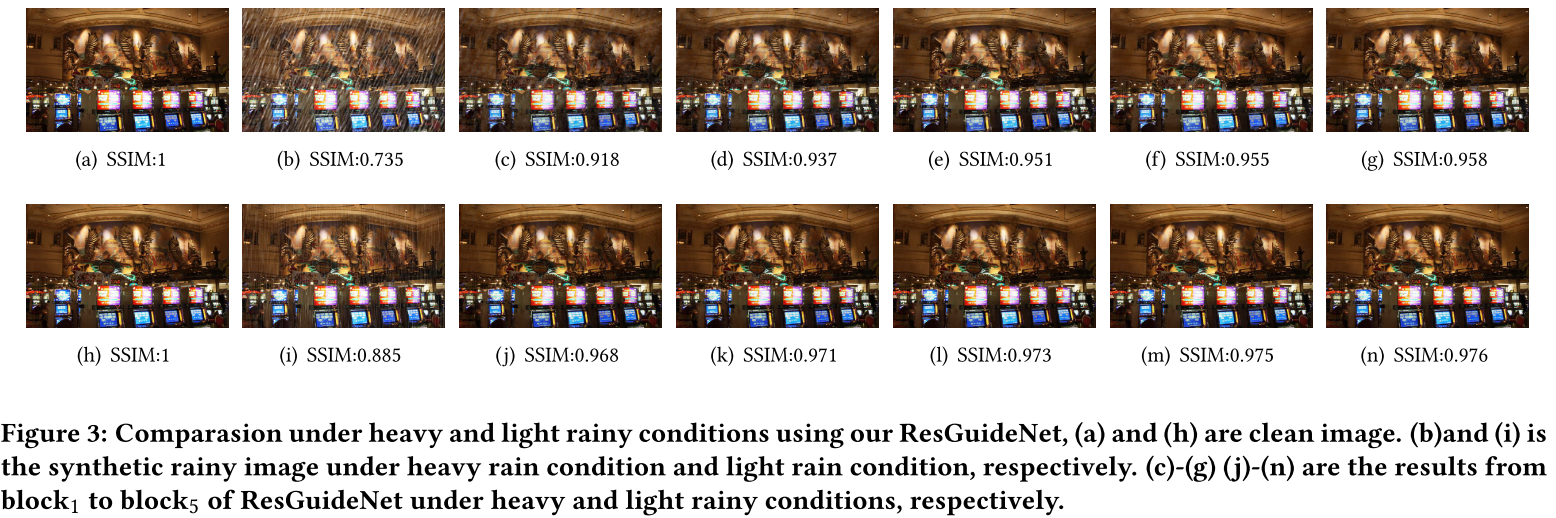 (a) SSIM:1
(b) SSIM:0.735
(c) SSIM:0.918
(d) SSIM:0.937
(e) SSIM:0.951
(f) SSIM:0.955
(g) SSIM:0.958
(h) SSIM:1
(i) SSIM:0.885
(j) SSIM:0.968
(k) SSIM:0.971
(l) SSIM:0.973
(m) SSIM:0.975
(n) SSIM:0.976
Figure 3: Comparasion under heavy and light rainy conditions using our ResGuideNet, (a) and (h) are clean image. (b)and (i) is
the synthetic rainy image under heavy rain condition and light rain condition, respectively. (c)-(g) (j)-(n) are the results from
block₁ to block₅ of ResGuideNet under heavy and light rainy conditions, respectively.